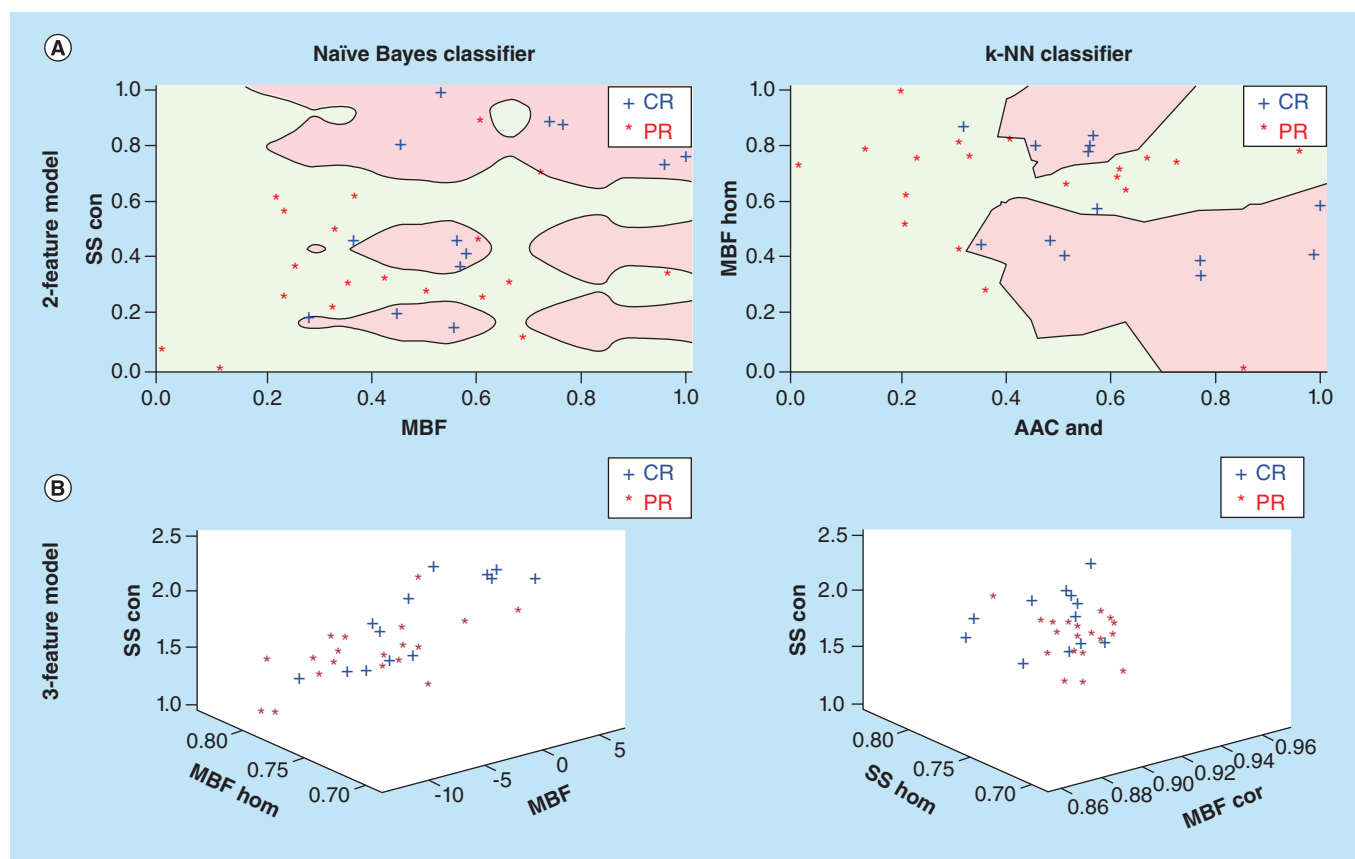 A
Naïve Bayes classifier
k-NN classifier
2-feature model
SS con
1.0
0.8
0.6
0.4
0.2
0.0
0.0 0.2 0.4 0.6 0.8 1.0
MBF
+ CR
* PR
MBF hom
1.0
0.8
0.6
0.4
0.2
0.0
0.0 0.2 0.4 0.6 0.8 1.0
AAC and
+ CR
* PR
B
3-feature model
+ CR
* PR
SS con
2.5
2.0
1.5
1.0
0.80
0.75
0.70
MBF hom
-10 -5 0 5
MBF
+ CR
* PR
SS con
2.5
2.0
1.5
1.0
0.80
0.75
0.70
SS hom
0.86 0.88 0.90 0.92 0.94 0.96
MBF cor